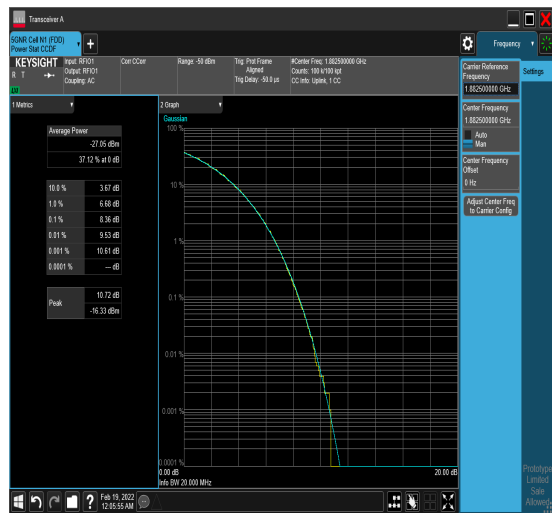 Transceiver A
5GNR Cell N1 (FDD)
Power Stat CCDF
Frequency
KEYSIGHT
R T
LXI
Input: RFIO1
Output: RFIO1
Coupling: AC
Corr CCorr
Range: -50 dBm
Trig: Prot Frame
Aligned
Trig Delay: -50.0 µs
#Center Freq: 1.882500000 GHz
Counts: 100 k/100 kpt
CC Info: Uplink, 1 CC
1 Metrics
Average Power
-27.05 dBm
37.12 % at 0 dB
10.0 % 3.67 dB
1.0 % 6.68 dB
0.1 % 8.36 dB
0.01 % 9.53 dB
0.001 % 10.61 dB
0.0001 % --- dB
Peak 10.72 dB
-16.33 dBm
2 Graph
Gaussian
100 %
10 %
1 %
0.1 %
0.01 %
0.001 %
0.0001 %
0.00 dB 20.00 dB
Info BW 20.000 MHz
Carrier Reference
Frequency
1.882500000 GHz
Center Frequency
1.882500000 GHz
Auto
Man
Center Frequency
Offset
0 Hz
Adjust Center Freq
to Carrier Config
Settings
Prototype
Limited
Sale
Allowed
Feb 19, 2022
12:05:55 AM